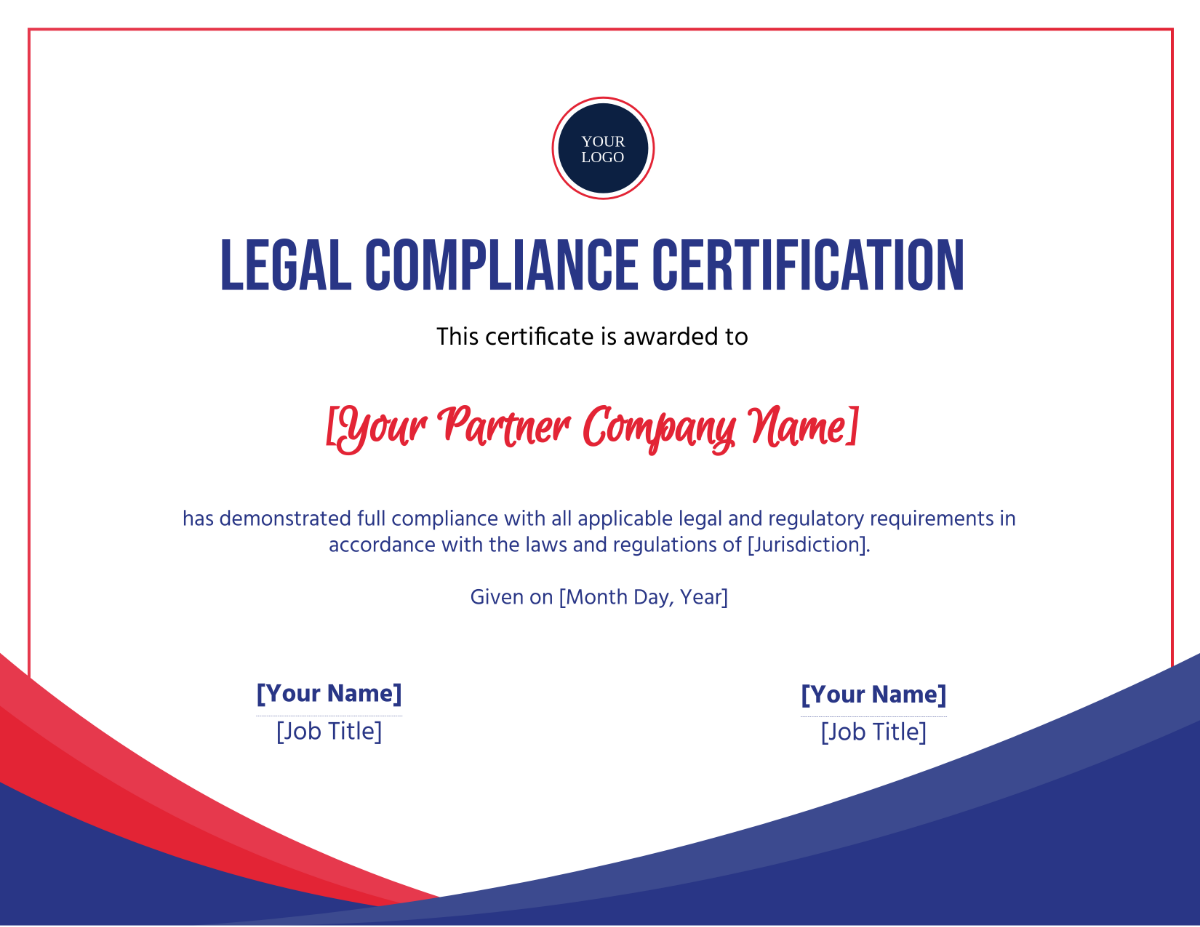 YOUR
LOGO
LEGAL COMPLIANCE CERTIFICATION
This certificate is awarded to
[Your Partner Company Name]
has demonstrated full compliance with all applicable legal and regulatory requirements in
accordance with the laws and regulations of [Jurisdiction].
Given on [Month Day, Year]
[Your Name]
[Job Title]
[Your Name]
[Job Title]